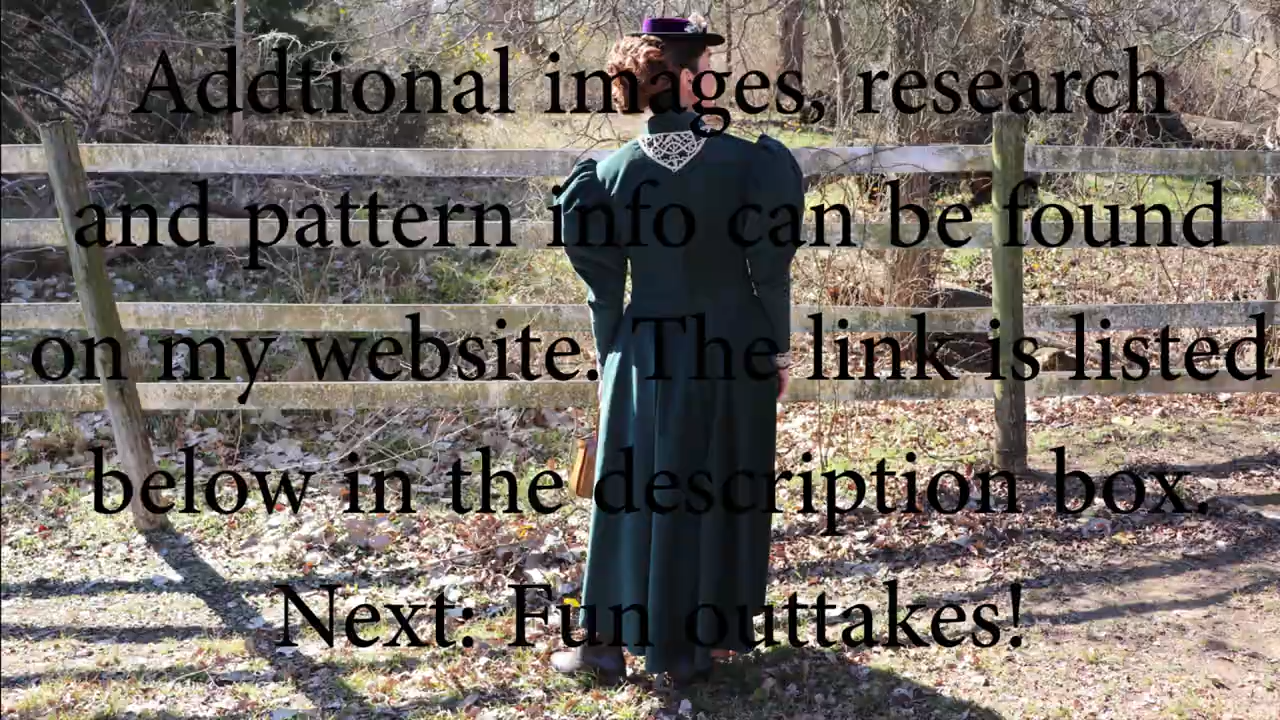 Addtional images, research
and pattern info can be found
on my website. The link is listed
below in the description box.
Next: Fun outtakes!